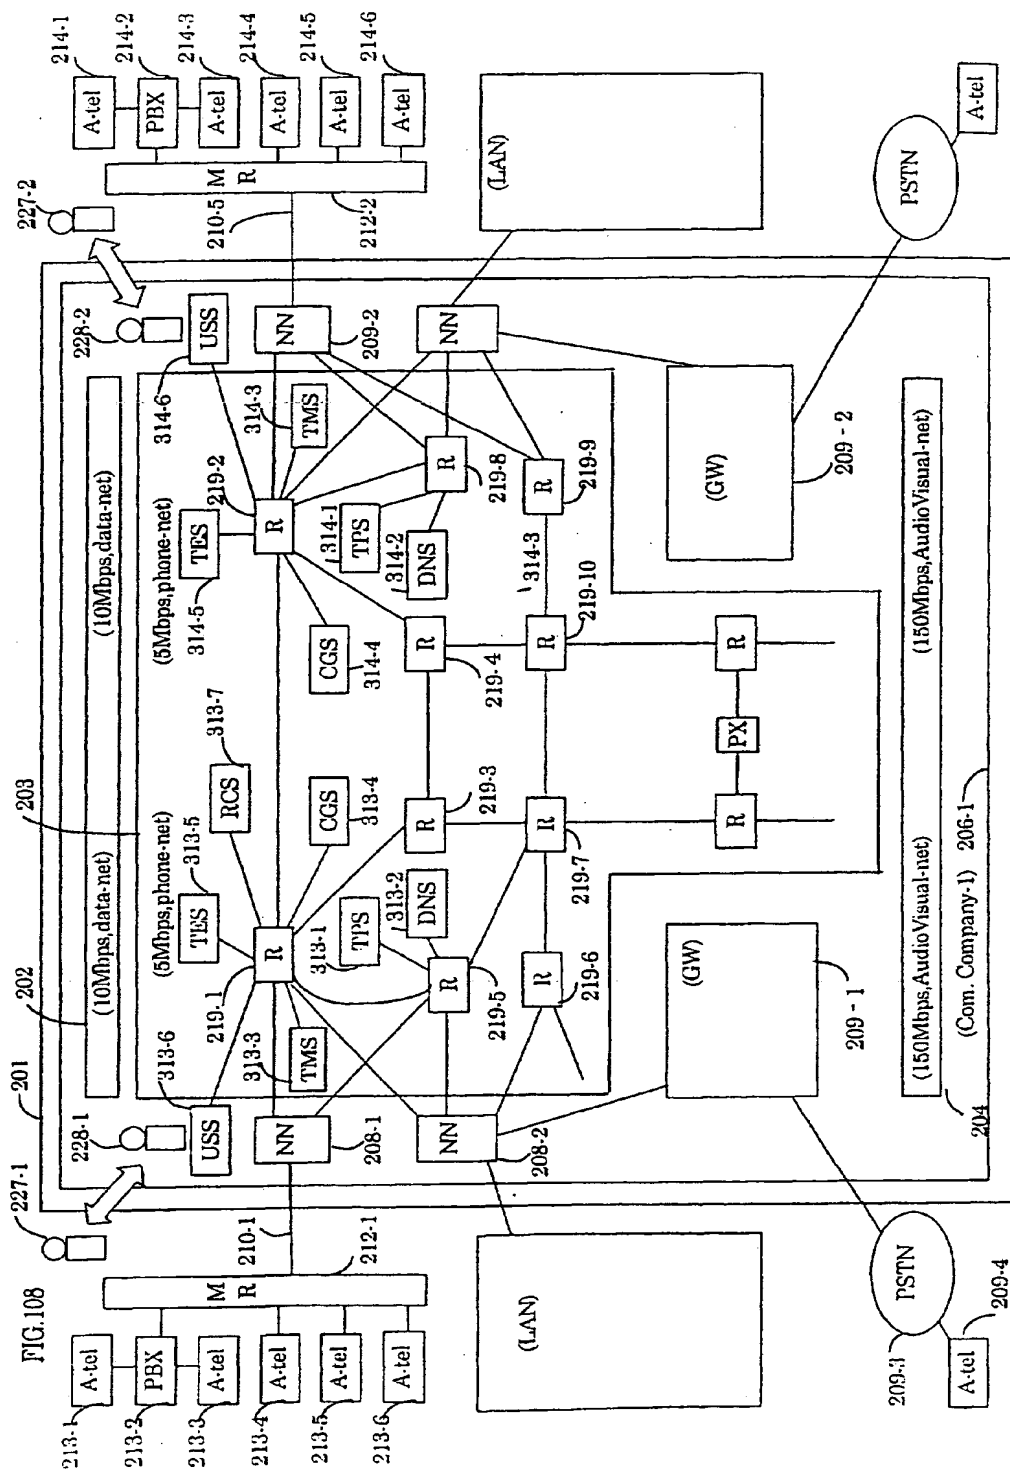 FIG.108
227-1
201
202
203
227-2
228-1
228-2
(10Mbps,data-net)
(10Mbps,data-net)
313-6
USS
313-5
TES
(5Mbps,phone-net)
313-7
RCS
(5Mbps,phone-net)
TES
314-5
219-2
314-6
USS
213-1
A-tel
213-2
PBX
213-3
A-tel
213-4
A-tel
213-5
A-tel
213-6
A-tel
M R
212-1
210-1
NN
208-1
NN
208-2
219-1
R
313-3
TMS
CGS
313-4
313-1
TPS
313-2
DNS
R
219-5
R
219-6
R
219-3
R
219-7
CGS
314-4
R
219-4
R
219-10
R
314-3
TMS
314-1
TPS
314-2
DNS
R
219-8
314-3
R
219-9
NN
209-2
NN
210-5
M R
212-2
A-tel
214-1
PBX
214-2
A-tel
214-3
A-tel
214-4
A-tel
214-5
A-tel
214-6
(LAN)
(LAN)
R
PX
R
(GW)
209-1
(GW)
209-2
PSTN
209-3
A-tel
209-4
PSTN
A-tel
(150Mbps,AudioVisual-net)
(150Mbps,AudioVisual-net)
204
(Com. Company-1)
206-1